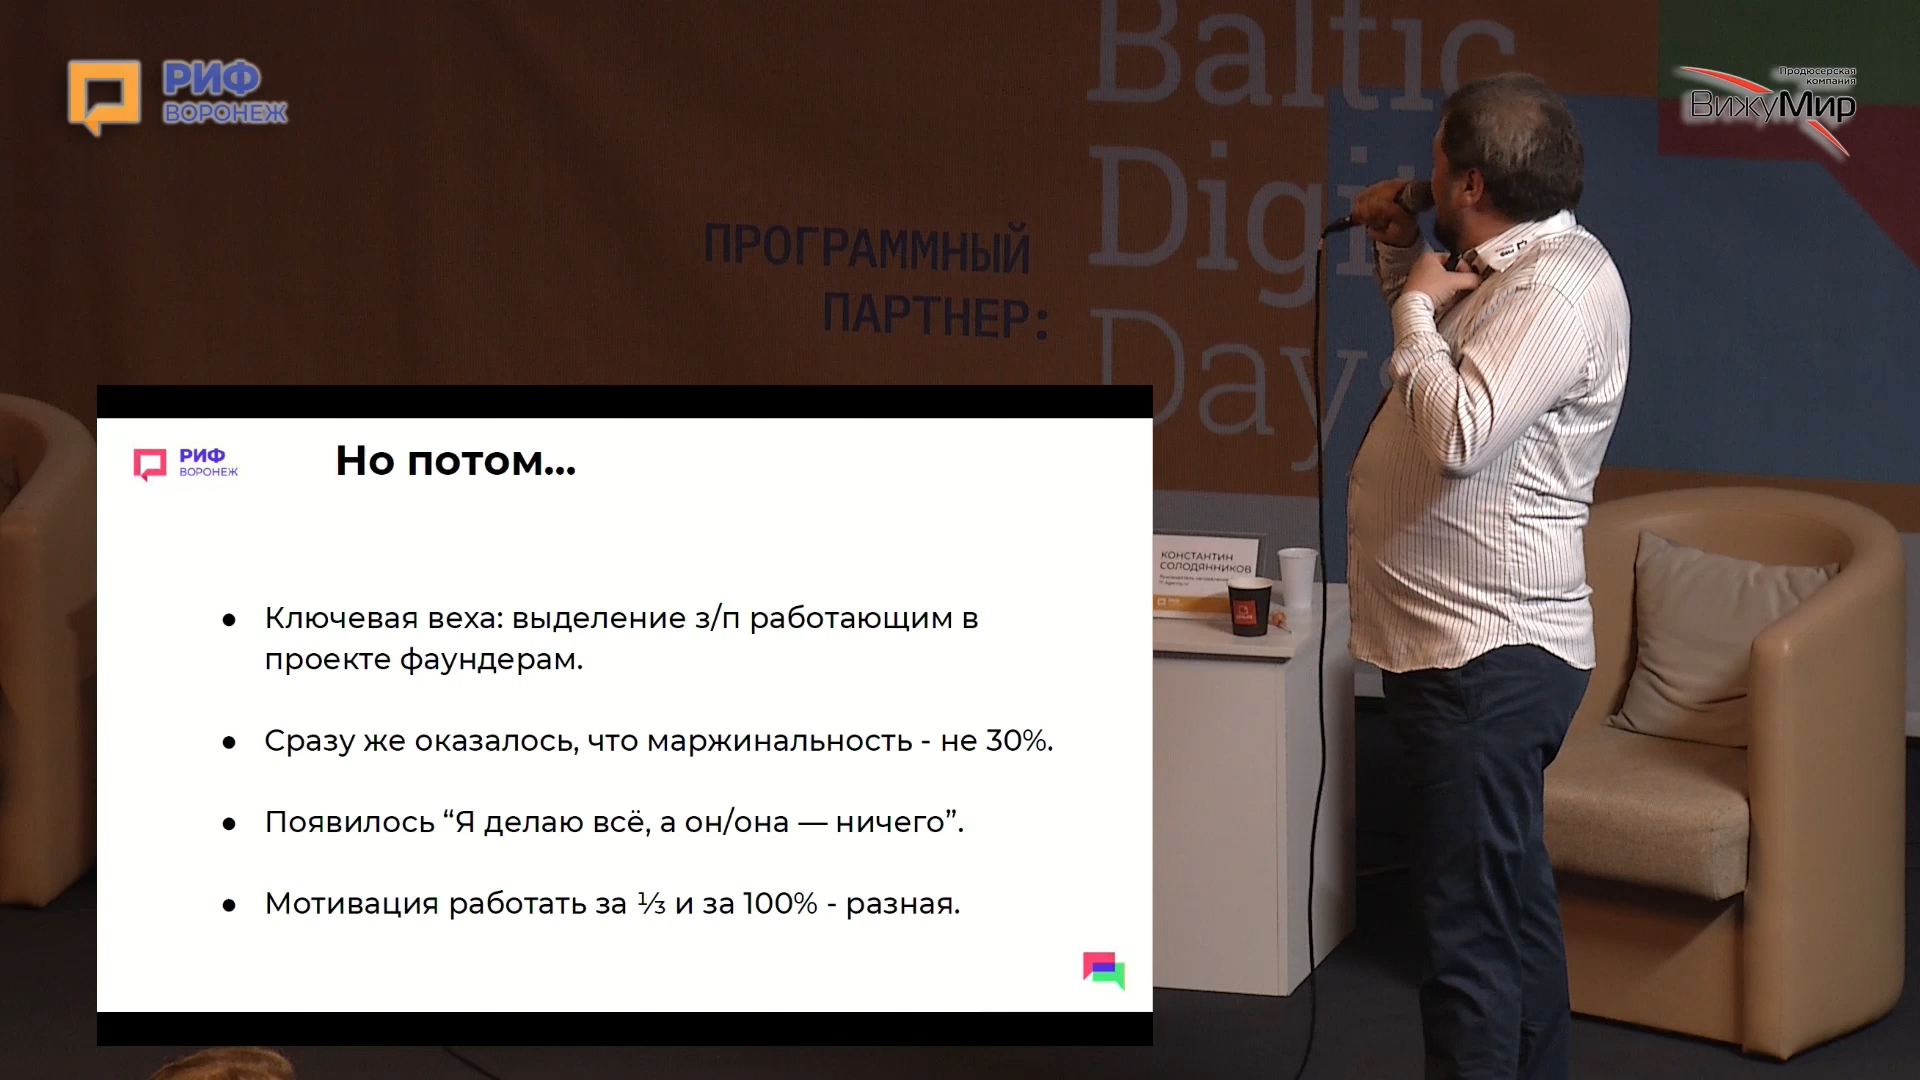 РИФ
ВОРОНЕЖ
Продюсерская
компания
ВижуМир
Baltic
Digi
Days
ПРОГРАММНЫЙ
ПАРТНЕР:
РИФ
ВОРОНЕЖ
Но потом...
● Ключевая веха: выделение з/п работающим в
проекте фаундерам.
● Сразу же оказалось, что маржинальность - не 30%.
● Появилось “Я делаю всё, а он/она — ничего”.
● Мотивация работать за ⅓ и за 100% - разная.
КОНСТАНТИН
СОЛОДЯННИКОВ